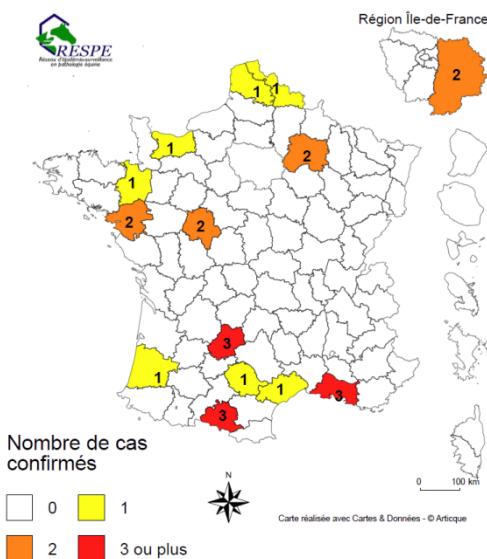 RESPE
Réseau d'épidémio-surveillance
en pathologie équine
Région Île-de-France
2
1
1
1
2
1
2
2
3
1
1
1
3
3
Nombre de cas
confirmés
0
1
2
3 ou plus
N
0
100 km
Carte réalisée avec Cartes & Données - © Articque